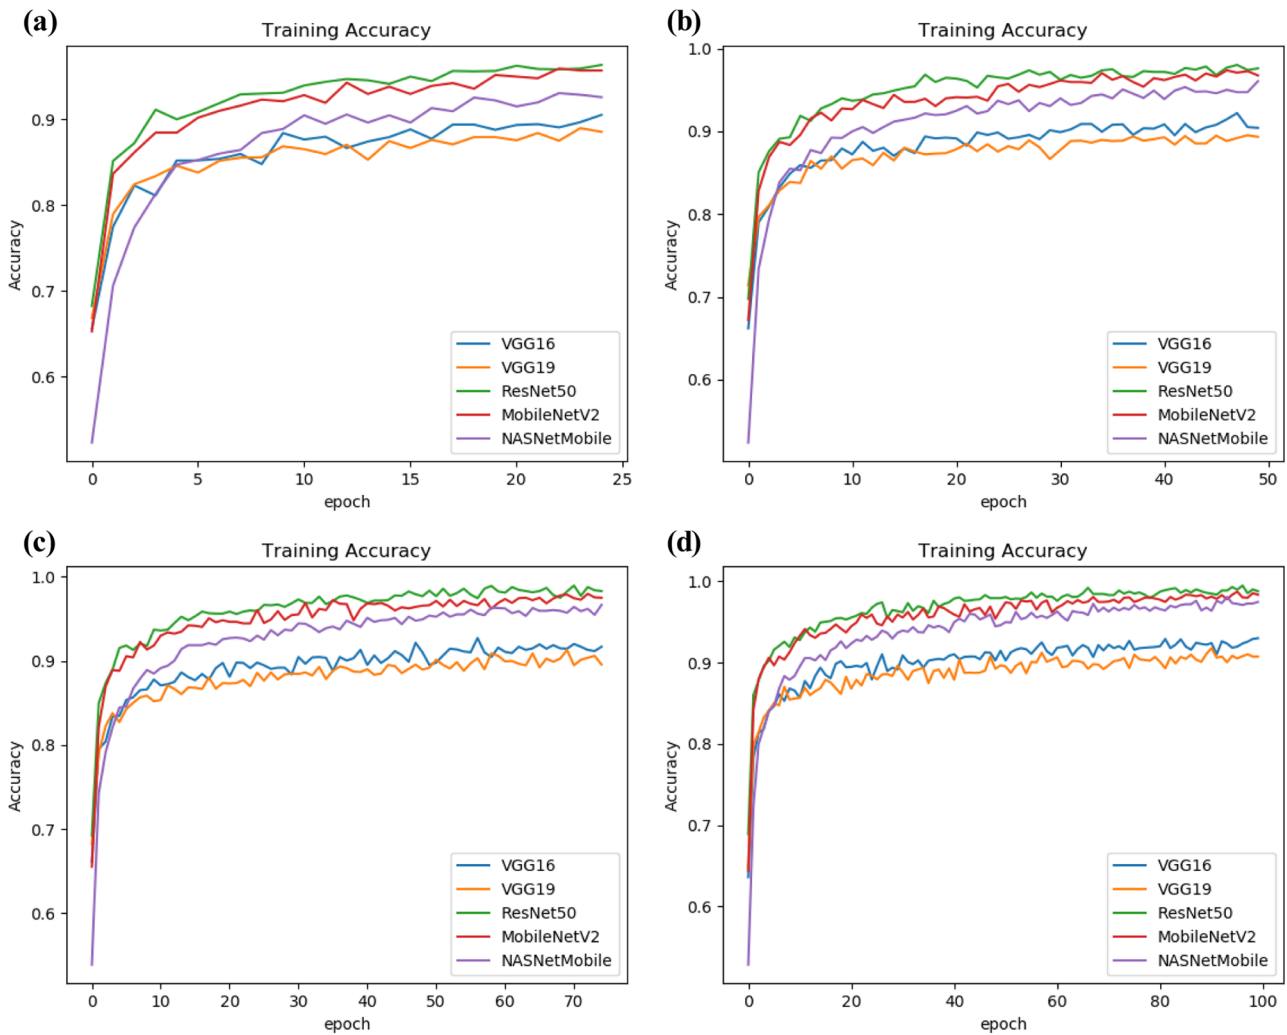 (a)
Training Accuracy
Accuracy
0.9
0.8
0.7
0.6
VGG16
VGG19
ResNet50
MobileNetV2
NASNetMobile
0 5 10 15 20 25
epoch
(b)
Training Accuracy
Accuracy
1.0
0.9
0.8
0.7
0.6
VGG16
VGG19
ResNet50
MobileNetV2
NASNetMobile
0 10 20 30 40 50
epoch
(c)
Training Accuracy
Accuracy
1.0
0.9
0.8
0.7
0.6
VGG16
VGG19
ResNet50
MobileNetV2
NASNetMobile
0 10 20 30 40 50 60 70
epoch
(d)
Training Accuracy
Accuracy
1.0
0.9
0.8
0.7
0.6
VGG16
VGG19
ResNet50
MobileNetV2
NASNetMobile
0 20 40 60 80 100
epoch